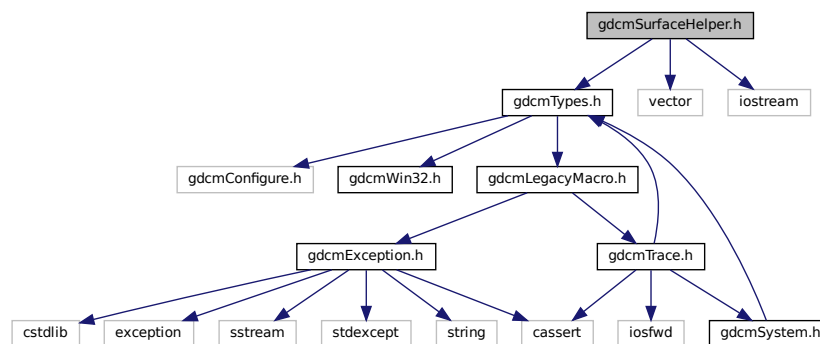 gdcmSurfaceHelper.h
gdcmTypes.h
vector
iostream
gdcmConfigure.h
gdcmWin32.h
gdcmLegacyMacro.h
gdcmException.h
gdcmTrace.h
cstdlib
exception
sstream
stdexcept
string
cassert
iosfwd
gdcmSystem.h